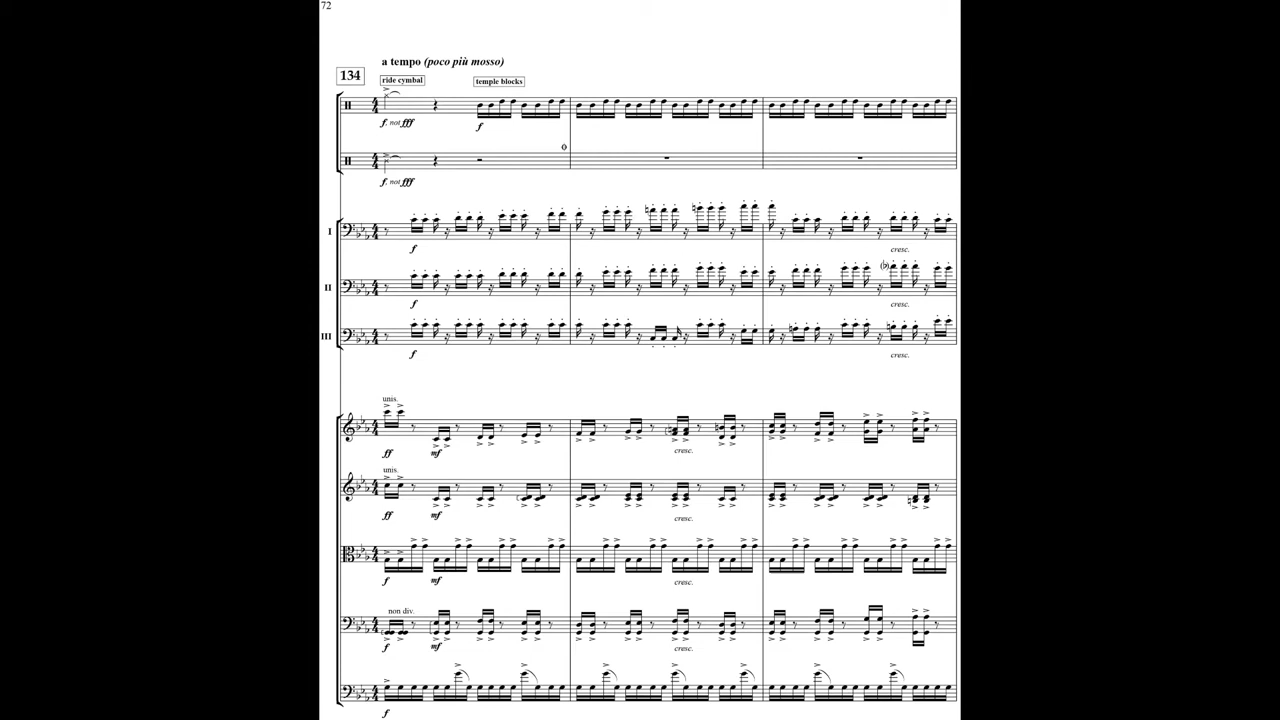 72
a tempo (poco più mosso)
134
ride cymbal
temple blocks
f, not fff
f
f, not fff
I
f
cresc.
II
f
cresc.
III
f
cresc.
unis.
ff mf
cresc.
unis.
ff mf
cresc.
f mf
cresc.
non div.
f mf
cresc.
f